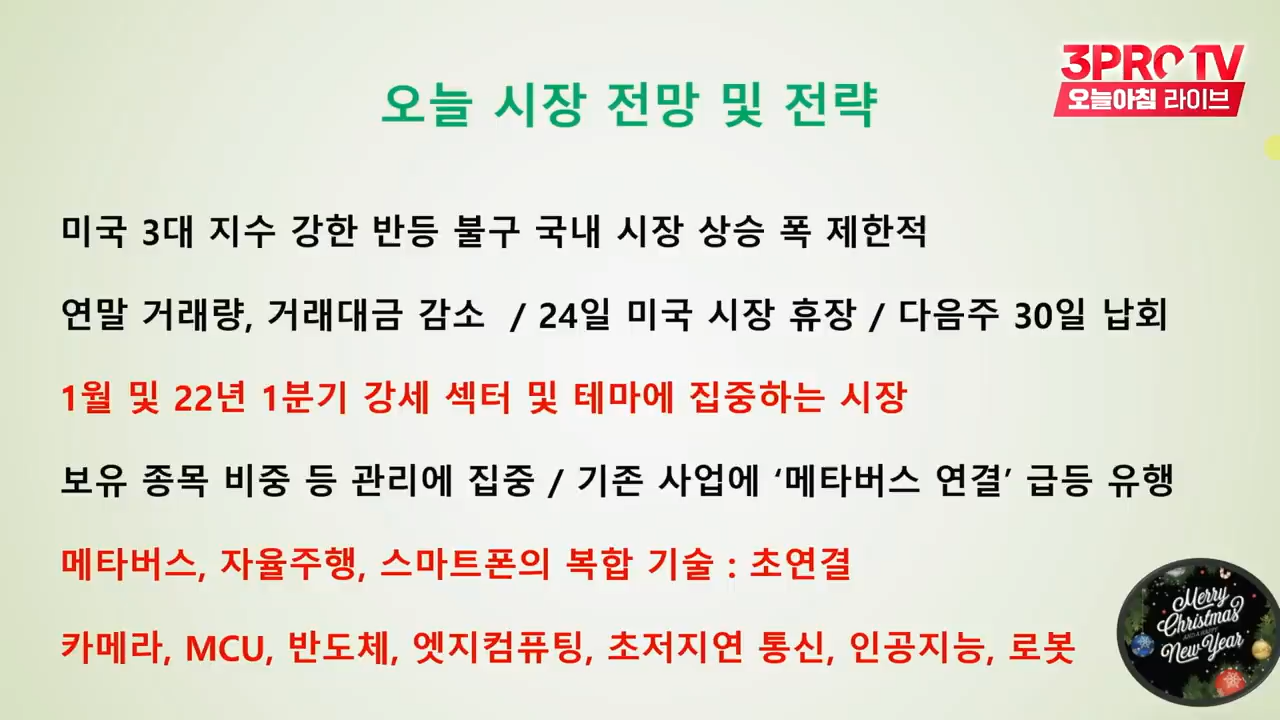 3PROTV
오늘아침 라이브
오늘 시장 전망 및 전략
미국 3대 지수 강한 반등 불구 국내 시장 상승 폭 제한적
연말 거래량, 거래대금 감소 / 24일 미국 시장 휴장 / 다음주 30일 납회
1월 및 22년 1분기 강세 섹터 및 테마에 집중하는 시장
보유 종목 비중 등 관리에 집중 / 기존 사업에 ‘메타버스 연결’ 급등 유행
메타버스, 자율주행, 스마트폰의 복합 기술 : 초연결
카메라, MCU, 반도체, 엣지컴퓨팅, 초저지연 통신, 인공지능, 로봇
Merry
Christmas
AND A HAPPY
New Year